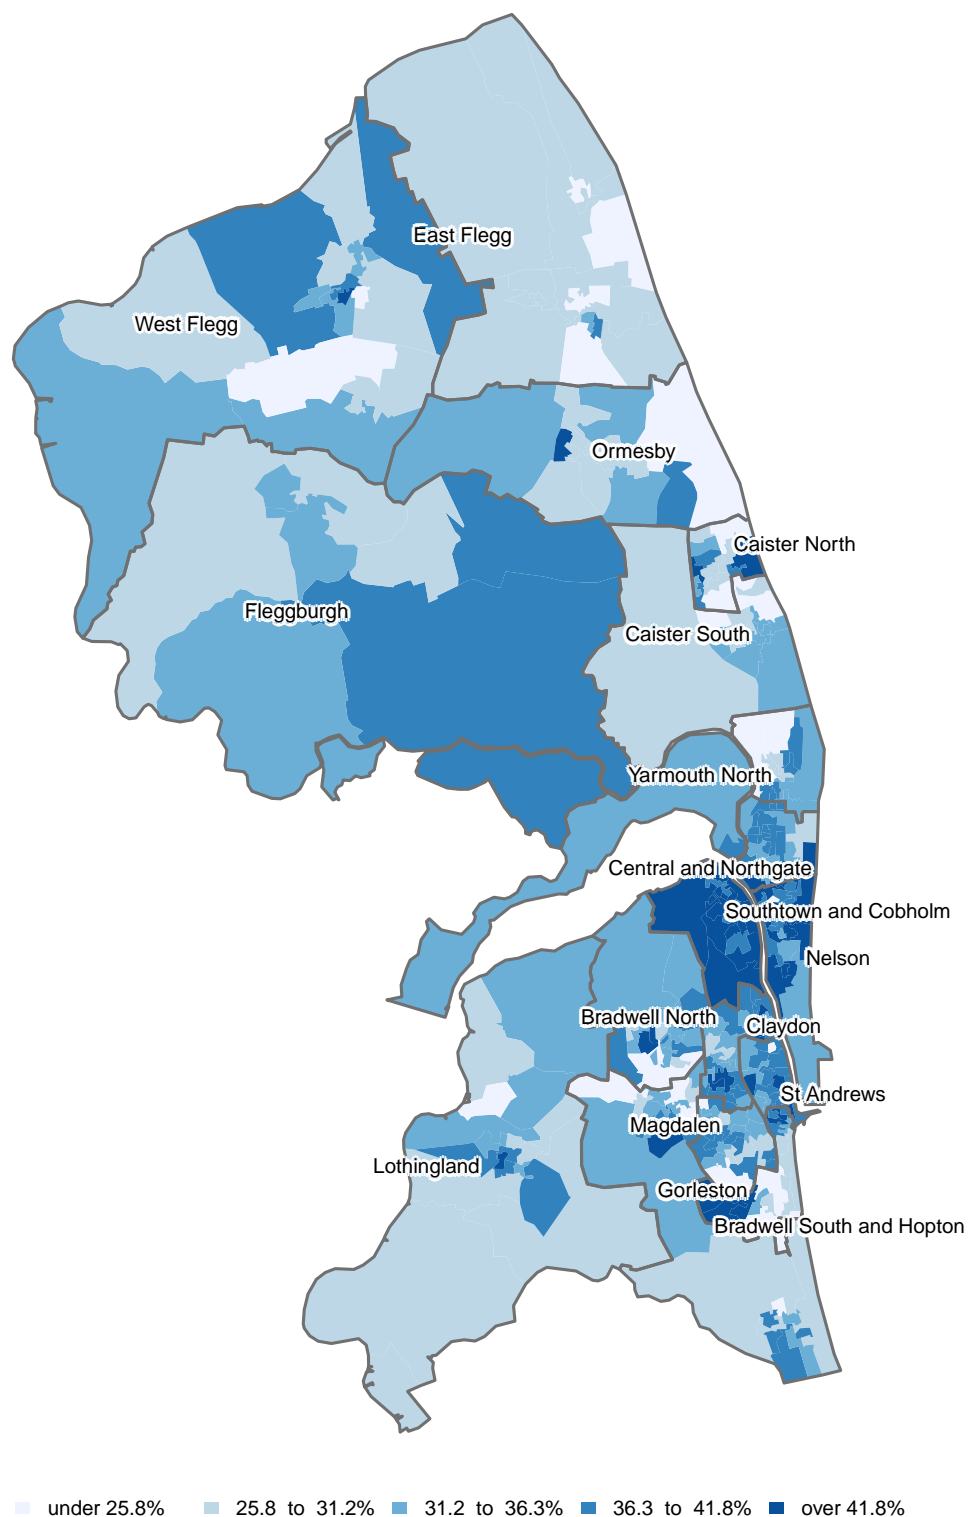 East Flegg
West Flegg
Ormesby
Caister North
Fleggburgh
Caister South
Yarmouth North
Central and Northgate
Southtown and Cobholm
Nelson
Bradwell North
Claydon
St Andrews
Magdalen
Lothingland
Gorleston
Bradwell South and Hopton
under 25.8% 25.8 to 31.2% 31.2 to 36.3% 36.3 to 41.8% over 41.8%